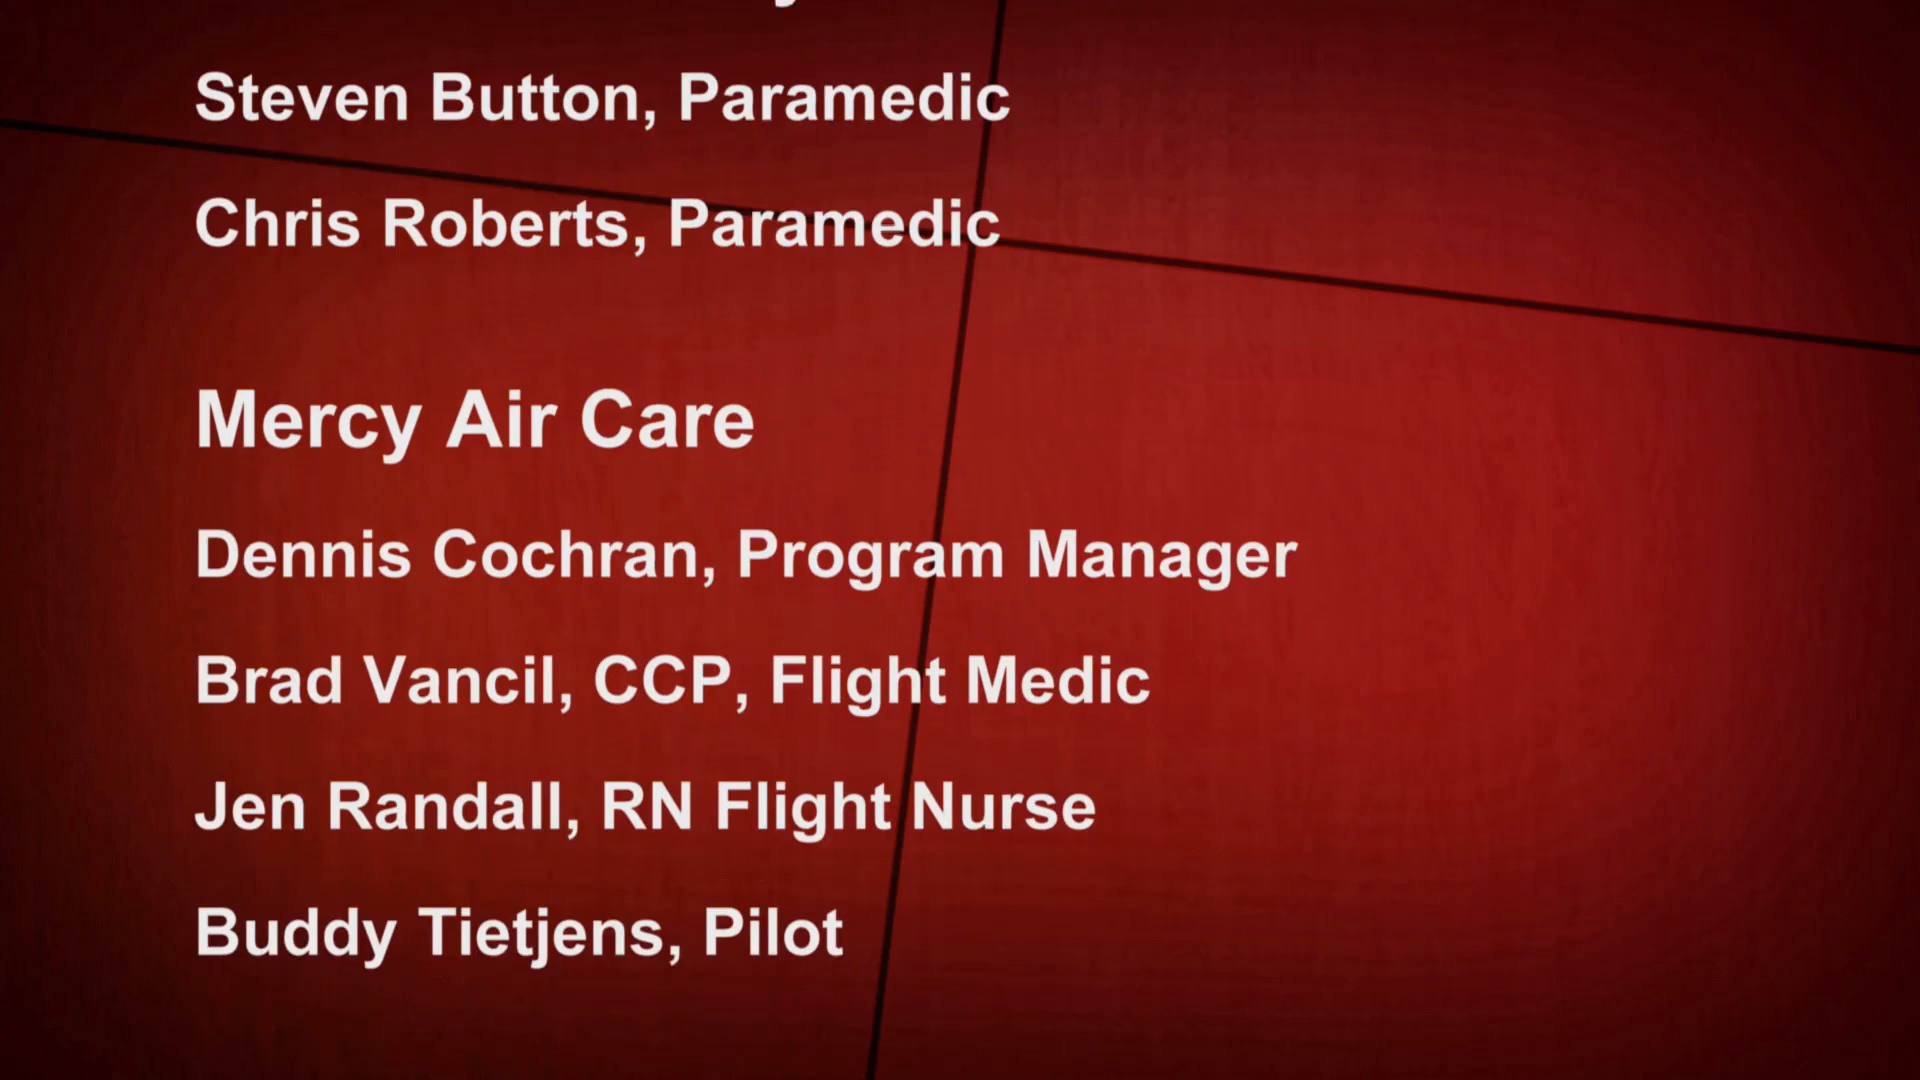 Steven Button, Paramedic
Chris Roberts, Paramedic
Mercy Air Care
Dennis Cochran, Program Manager
Brad Vancil, CCP, Flight Medic
Jen Randall, RN Flight Nurse
Buddy Tietjens, Pilot